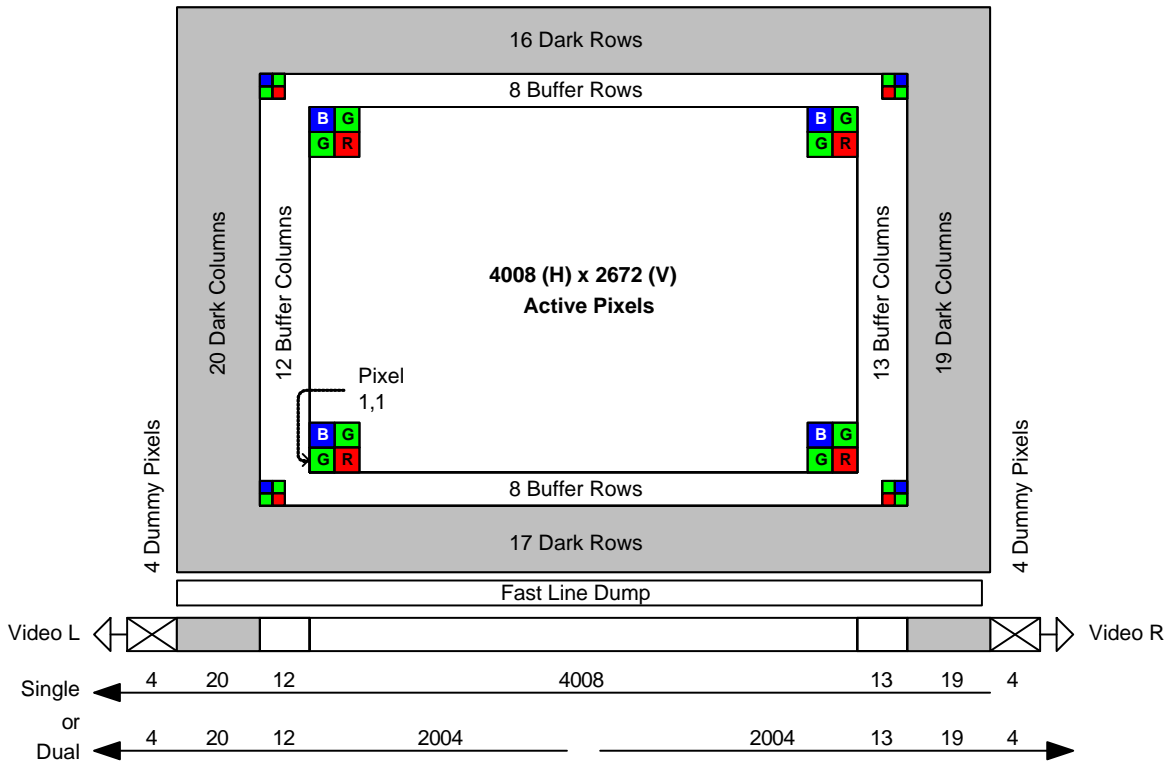 16 Dark Rows
8 Buffer Rows
B G
G R
B G
G R
20 Dark Columns
12 Buffer Columns
4008 (H) x 2672 (V)
Active Pixels
13 Buffer Columns
19 Dark Columns
Pixel
1,1
B G
G R
B G
G R
4 Dummy Pixels
4 Dummy Pixels
8 Buffer Rows
17 Dark Rows
Fast Line Dump
Video L
Video R
Single
4 20 12 4008 13 19 4
or
Dual
4 20 12 2004 2004 13 19 4